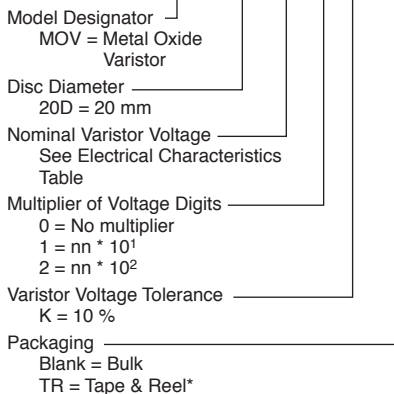 Model Designator
MOV = Metal Oxide
Varistor
Disc Diameter
20D = 20 mm
Nominal Varistor Voltage
See Electrical Characteristics
Table
Multiplier of Voltage Digits
0 = No multiplier
1 = nn * 10¹
2 = nn * 10²
Varistor Voltage Tolerance
K = 10 %
Packaging
Blank = Bulk
TR = Tape & Reel*